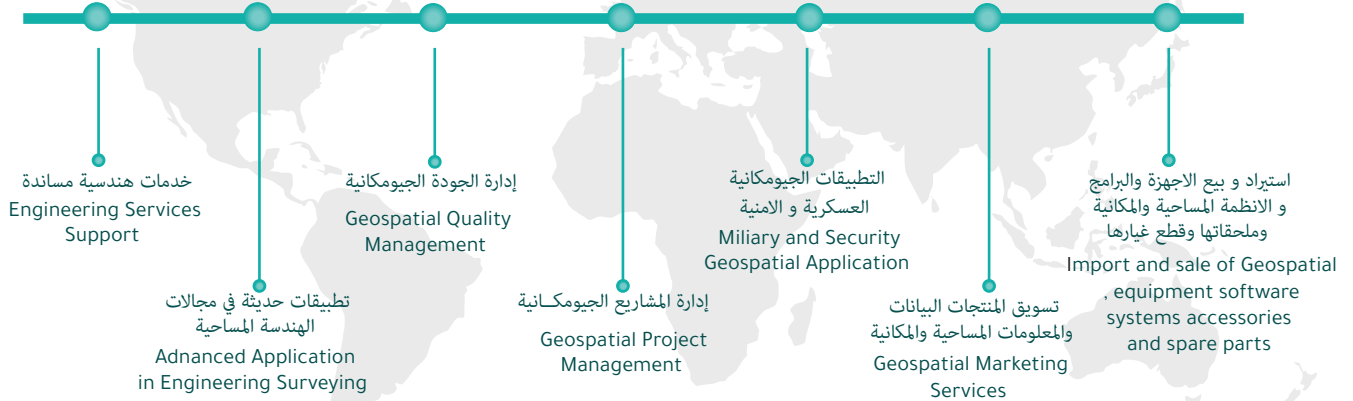 خدمات هندسية مساندة
Engineering Services
Support
تطبيقات حديثة في مجالات
الهندسة المساحية
Adnanced Application
in Engineering Surveying
إدارة الجودة الجيومكانية
Geospatial Quality
Management
إدارة المشاريع الجيومكــانية
Geospatial Project
Management
التطبيقات الجيومكانية
العسكرية و الامنية
Miliary and Security
Geospatial Application
تسويق المنتجات البيانات
والمعلومات المساحية والمكانية
Geospatial Marketing
Services
استيراد و بيع الاجهزة والبرامج
و الانظمة المساحية والمكانية
وملحقاتها وقطع غيارها
Import and sale of Geospatial
, equipment software
systems accessories
and spare parts